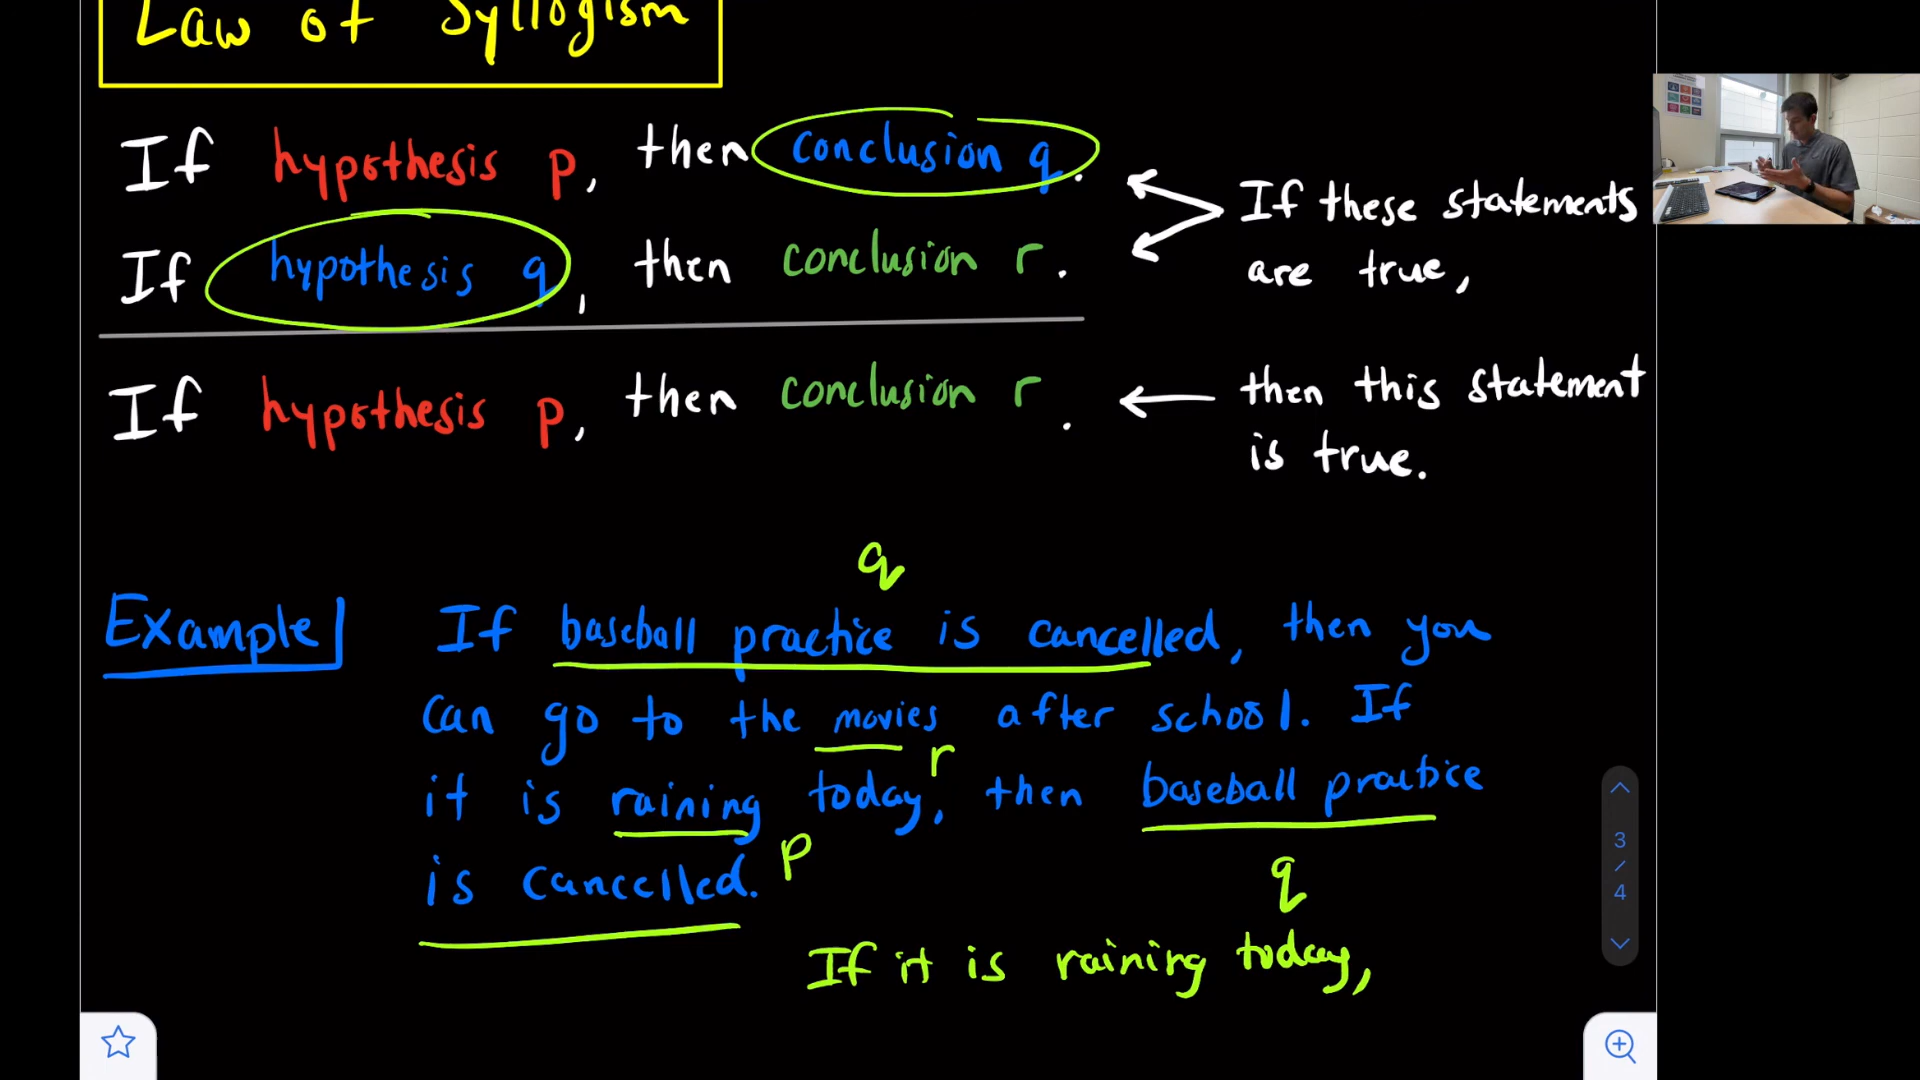 Law of Syllogism
If hypothesis p, then conclusion q.
If hypothesis q, then conclusion r.
If these statements
are true,
If hypothesis p, then conclusion r.
then this statement
is true.
q
Example
If baseball practice is cancelled, then you
can go to the movies after school. If
r
it is raining today, then baseball practice
p
is cancelled.
q
If it is raining today,
3
/
4